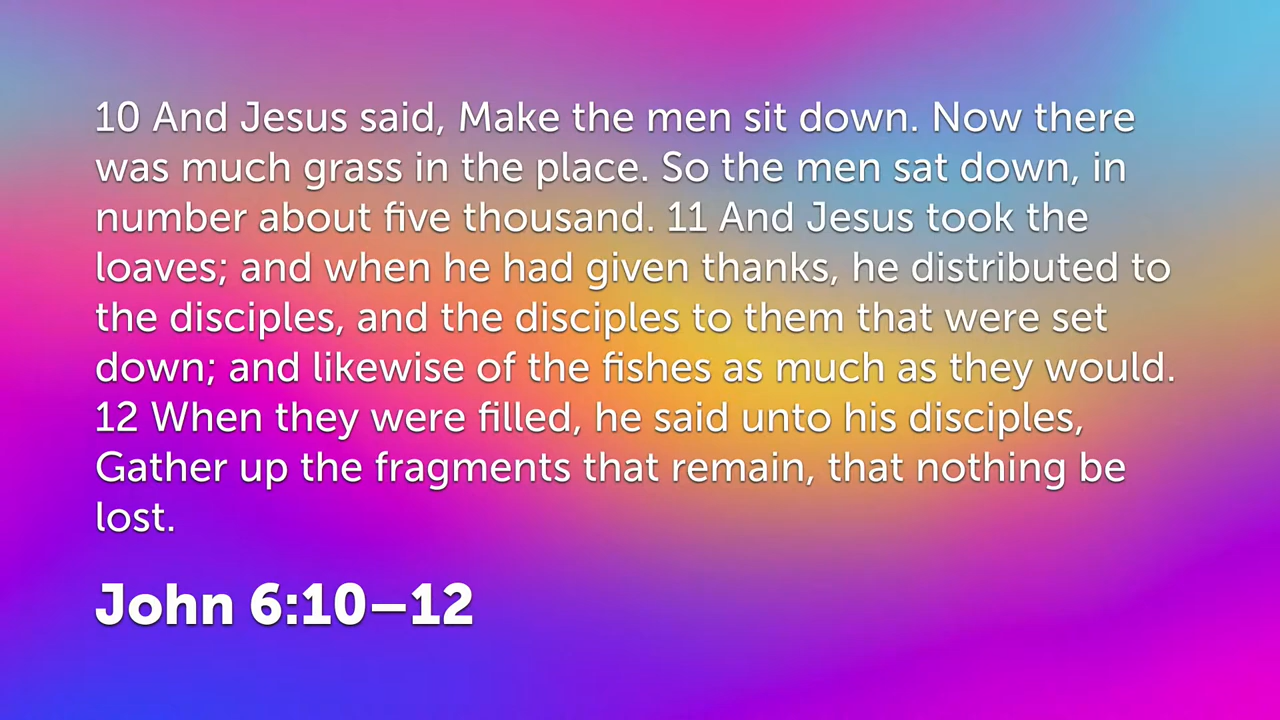 10 And Jesus said, Make the men sit down. Now there
was much grass in the place. So the men sat down, in
number about five thousand. 11 And Jesus took the
loaves; and when he had given thanks, he distributed to
the disciples, and the disciples to them that were set
down; and likewise of the fishes as much as they would.
12 When they were filled, he said unto his disciples,
Gather up the fragments that remain, that nothing be
lost.
John 6:10–12